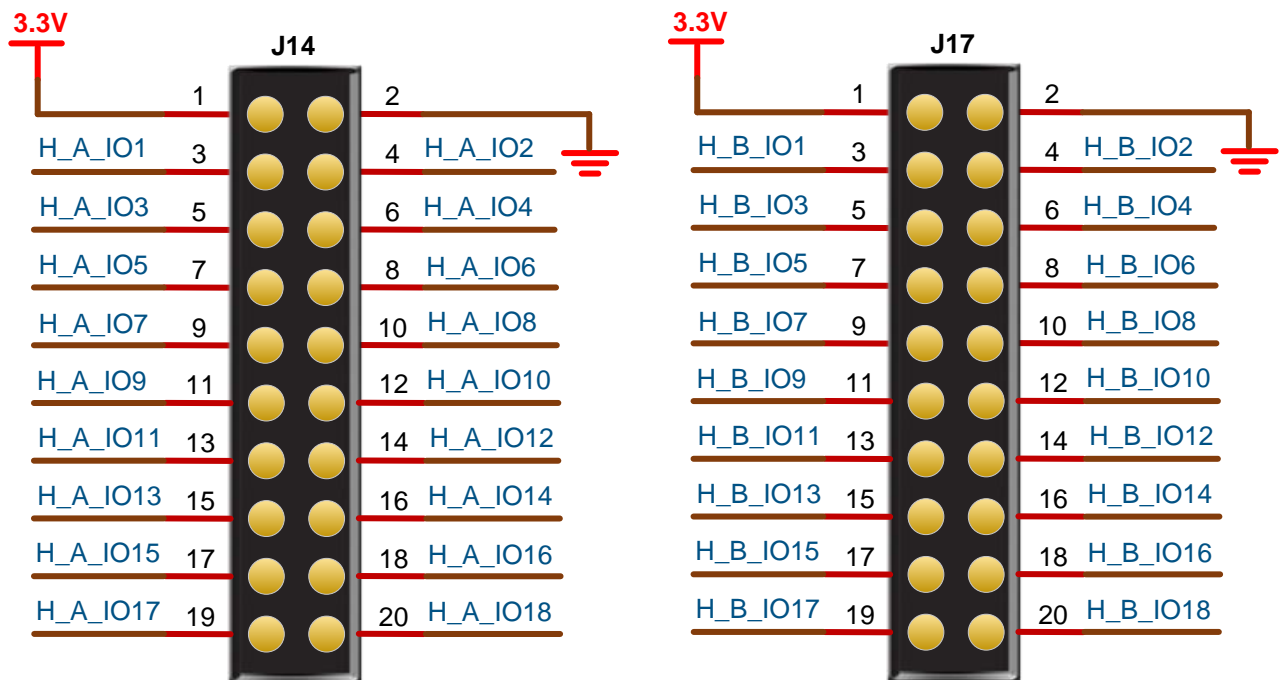 3.3V 3.3V
J14 J17
1 2 1 2
H_A_IO1 3 4 H_A_IO2 H_B_IO1 3 4 H_B_IO2
H_A_IO3 5 6 H_A_IO4 H_B_IO3 5 6 H_B_IO4
H_A_IO5 7 8 H_A_IO6 H_B_IO5 7 8 H_B_IO6
H_A_IO7 9 10 H_A_IO8 H_B_IO7 9 10 H_B_IO8
H_A_IO9 11 12 H_A_IO10 H_B_IO9 11 12 H_B_IO10
H_A_IO11 13 14 H_A_IO12 H_B_IO11 13 14 H_B_IO12
H_A_IO13 15 16 H_A_IO14 H_B_IO13 15 16 H_B_IO14
H_A_IO15 17 18 H_A_IO16 H_B_IO15 17 18 H_B_IO16
H_A_IO17 19 20 H_A_IO18 H_B_IO17 19 20 H_B_IO18